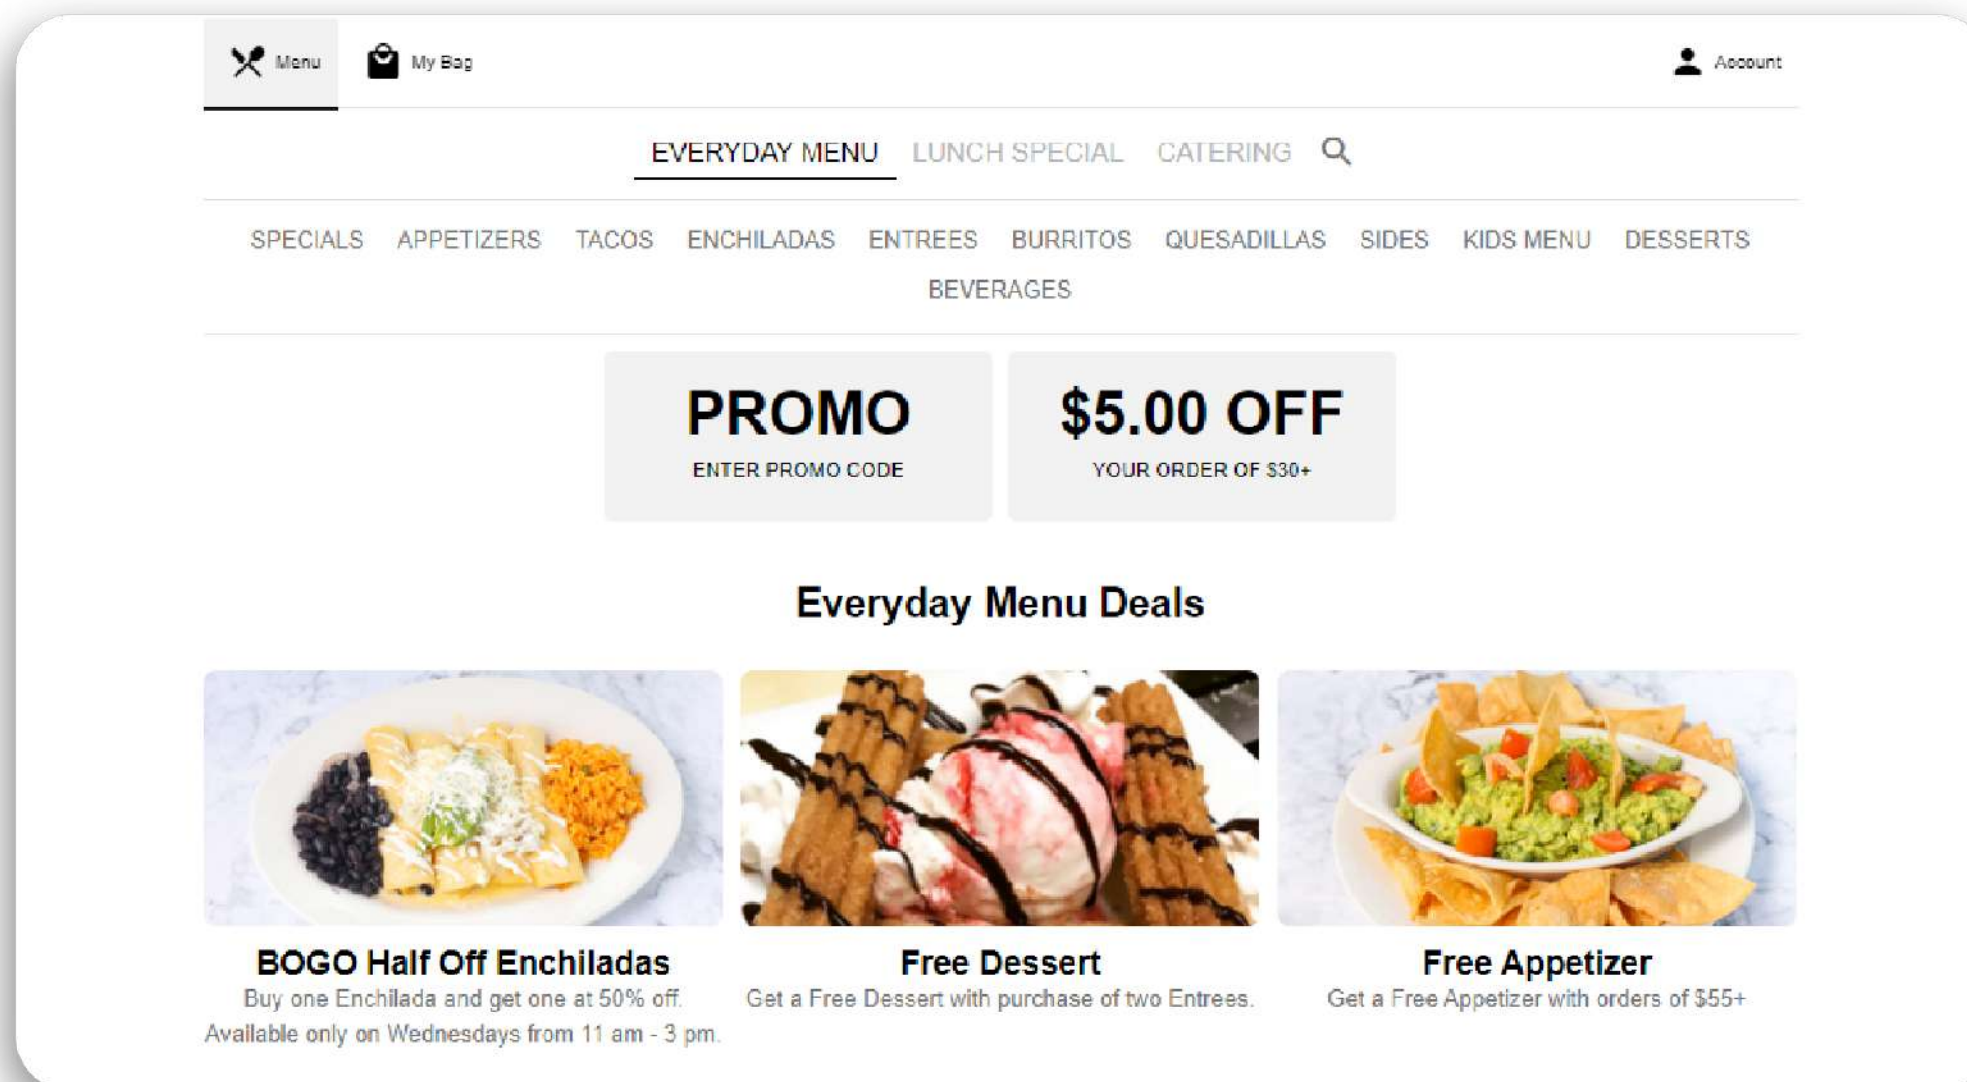 Menu My Bag Account
EVERYDAY MENU LUNCH SPECIAL CATERING
SPECIALS APPETIZERS TACOS ENCHILADAS ENTREES BURRITOS QUESADILLAS SIDES KIDS MENU DESSERTS
BEVERAGES
PROMO
ENTER PROMO CODE
$5.00 OFF
YOUR ORDER OF $30+
Everyday Menu Deals
BOGO Half Off Enchiladas
Buy one Enchilada and get one at 50% off.
Available only on Wednesdays from 11 am - 3 pm.
Free Dessert
Get a Free Dessert with purchase of two Entrees.
Free Appetizer
Get a Free Appetizer with orders of $55+